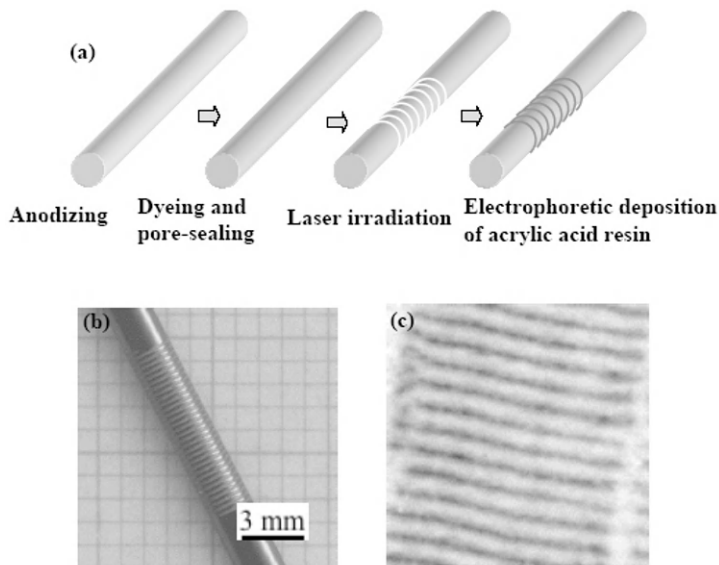 (a)
Anodizing
Dyeing and
pore-sealing
Laser irradiation
Electrophoretic deposition
of acrylic acid resin
(b)
3 mm
(c)